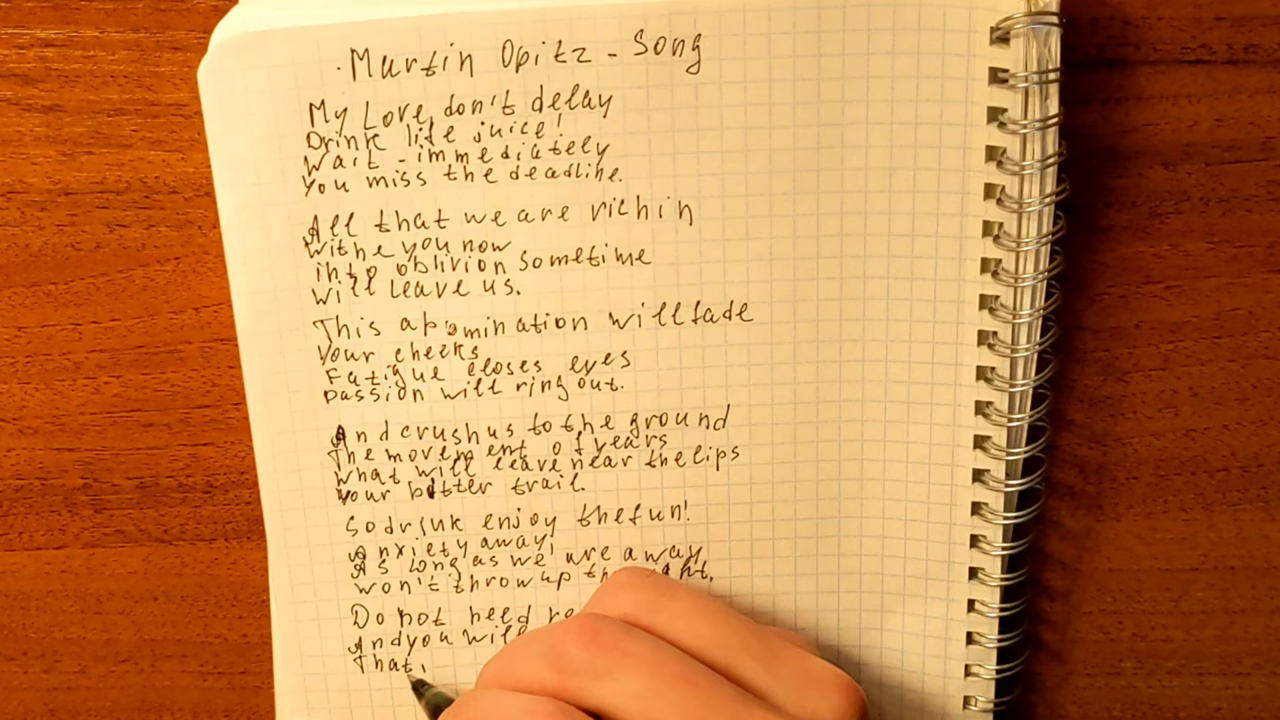 Martin Opitz - Song
My Love, don't delay
Drink life juice!
Wait - immediately
You miss the deadline.
All that we are rich in
Withe you now
into oblivion sometime
will leave us.
This abomination will fade
Your cheeks
Fatigue closes eyes
passion will ring out.
And crush us to the ground
The movement of years
What will leave near the lips
Your bitter trail.
So drink enjoy the fun!
Anxiety away!
As long as we are away
won't throw up
Do not need
And you will
That,